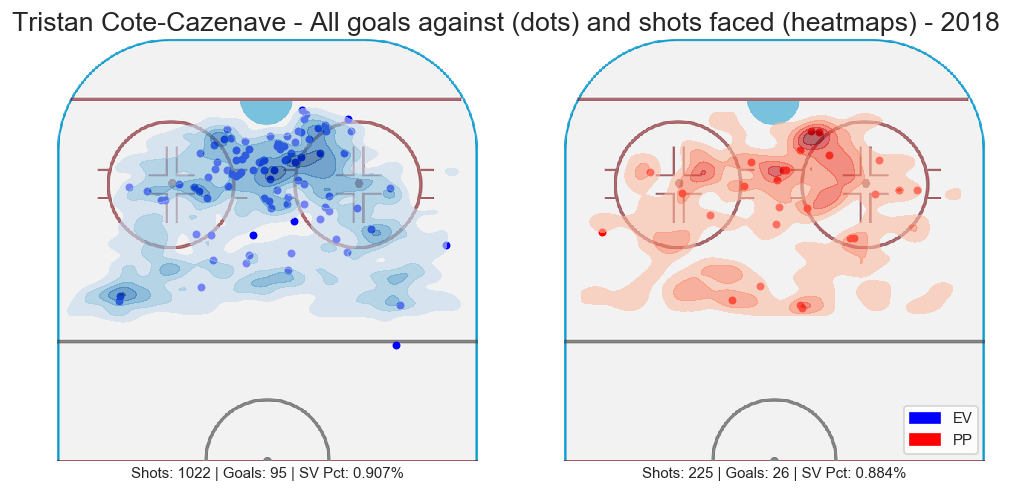 Tristan Cote-Cazenave - All goals against (dots) and shots faced (heatmaps) - 2018
EV
PP
Shots: 1022 | Goals: 95 | SV Pct: 0.907%
Shots: 225 | Goals: 26 | SV Pct: 0.884%